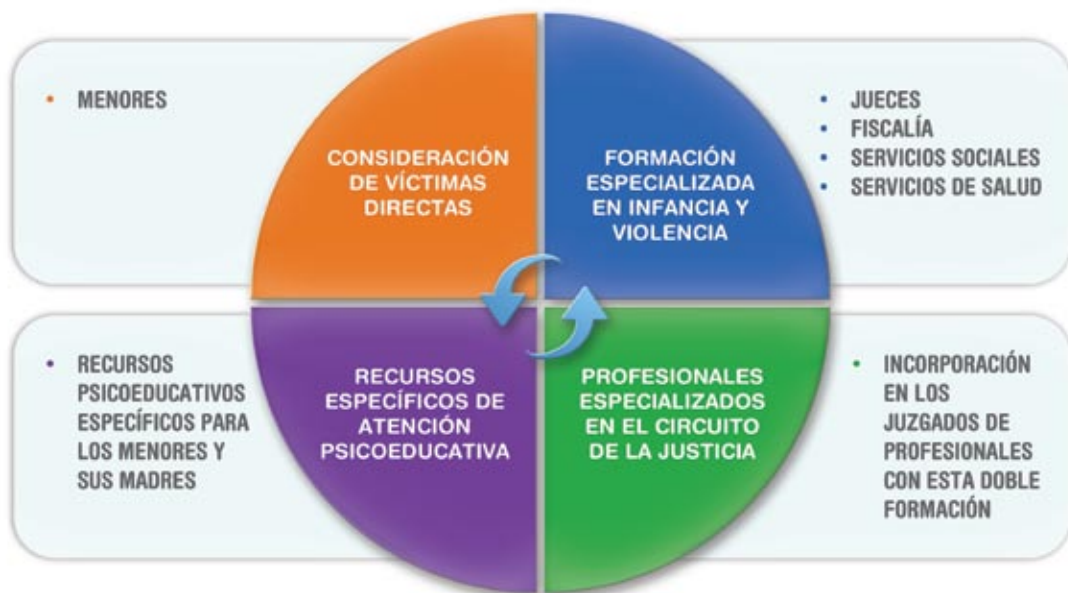 • MENORES
CONSIDERACIÓN
DE VÍCTIMAS
DIRECTAS
FORMACIÓN
ESPECIALIZADA
EN INFANCIA Y
VIOLENCIA
• JUECES
• FISCALÍA
• SERVICIOS SOCIALES
• SERVICIOS DE SALUD
• RECURSOS
PSICOEDUCATIVOS
ESPECÍFICOS PARA
LOS MENORES Y
SUS MADRES
RECURSOS
ESPECÍFICOS DE
ATENCIÓN
PSICOEDUCATIVA
PROFESIONALES
ESPECIALIZADOS
EN EL CIRCUITO
DE LA JUSTICIA
• INCORPORACIÓN
EN LOS
JUZGADOS DE
PROFESIONALES
CON ESTA DOBLE
FORMACIÓN